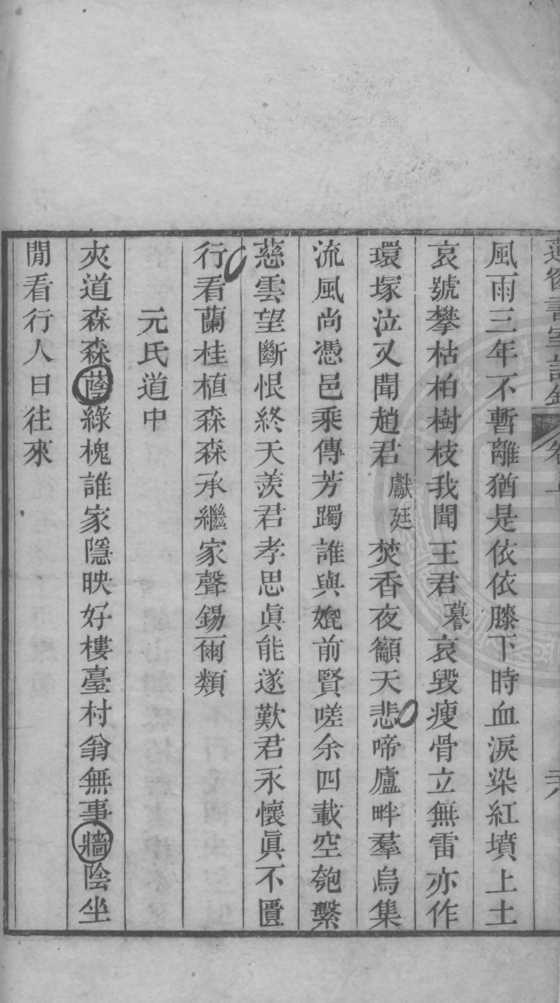 風雨三年不暫離猶是依依膝下時血淚染紅墳上土
哀號攀枯柏樹枝我聞王君裒哀毀瘦骨立無雷亦作
環塚泣又聞趙君獻廷焚香夜籲天悲啼廬畔羣烏集
流風尚憑邑乘傳芳躅誰與媲前賢嗟余四載空匏繫
慈雲望斷恨終天羨君孝思眞能遂歎君永懷眞不匱
行看蘭桂植森森承繼家聲錫爾類
元氏道中
夾道森森蔭綠槐誰家隱映好樓臺村翁無事牆陰坐
閒看行人日往來